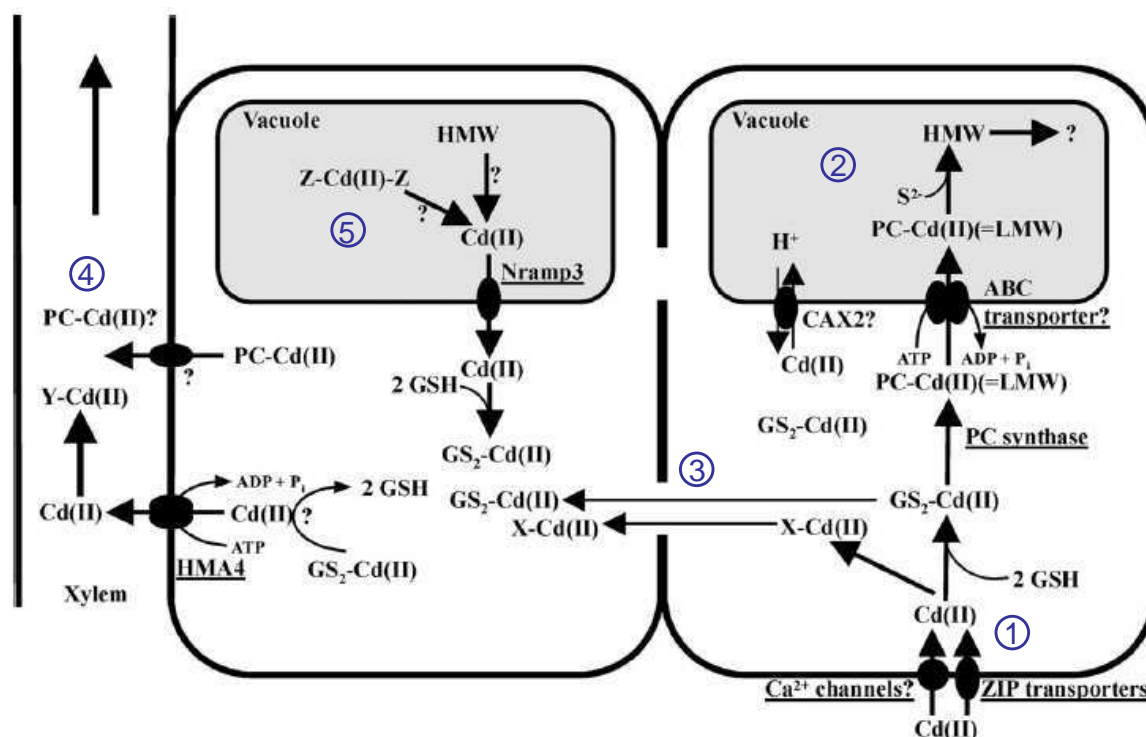 Vacuole
HMW
Z-Cd(II)-Z
?
?
⑤
Cd(II)
Nramp3
Cd(II)
2 GSH
GS₂-Cd(II)
④
PC-Cd(II)?
PC-Cd(II)
?
Y-Cd(II)
Cd(II)
ADP + Pᵢ
2 GSH
Cd(II)?
ATP
HMA4
GS₂-Cd(II)
Xylem
Vacuole
HMW
?
②
S²⁻
PC-Cd(II)(=LMW)
H⁺
CAX2?
Cd(II)
ABC
transporter?
ATP
ADP + Pᵢ
PC-Cd(II)(=LMW)
GS₂-Cd(II)
PC synthase
③
GS₂-Cd(II)
GS₂-Cd(II)
X-Cd(II)
X-Cd(II)
2 GSH
Cd(II)
①
Ca²⁺ channels?
ZIP transporters
Cd(II)